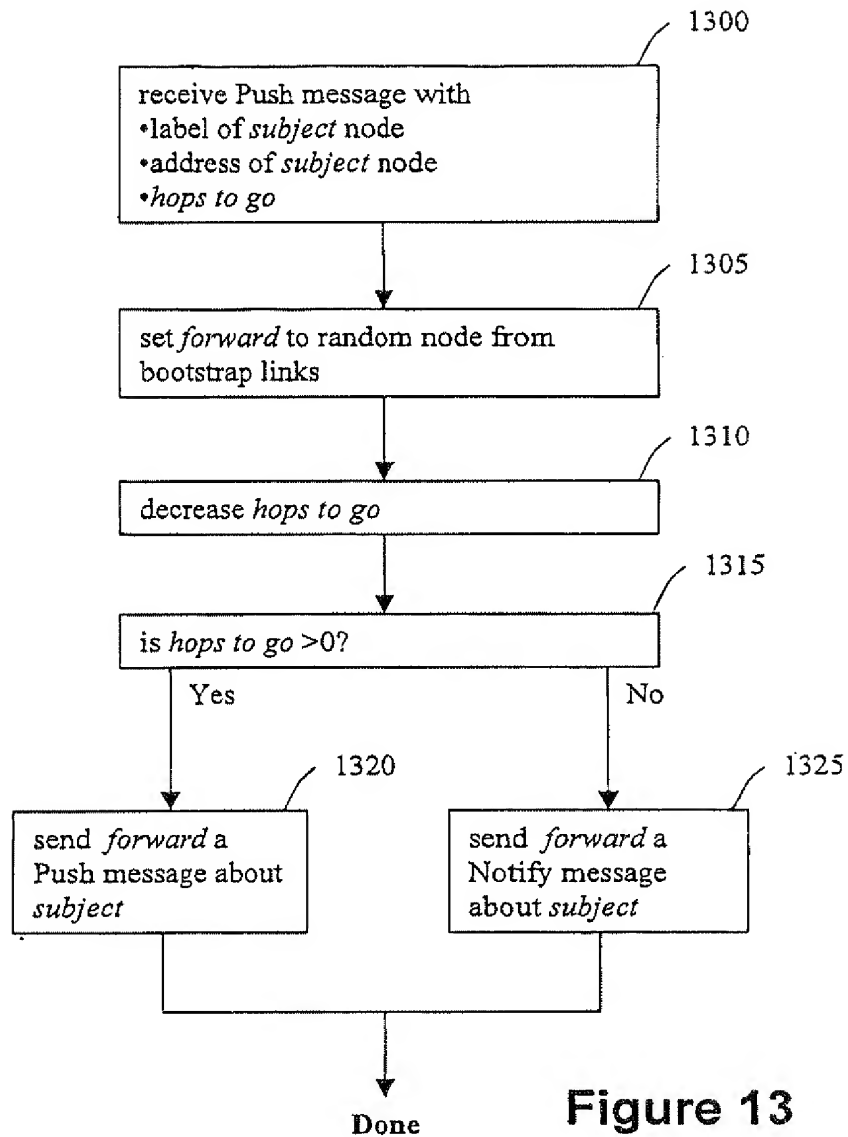 1300
receive Push message with
•label of subject node
•address of subject node
•hops to go
1305
set forward to random node from
bootstrap links
1310
decrease hops to go
1315
is hops to go >0?
Yes
No
1320
1325
send forward a
Push message about
subject
send forward a
Notify message
about subject
Done
Figure 13